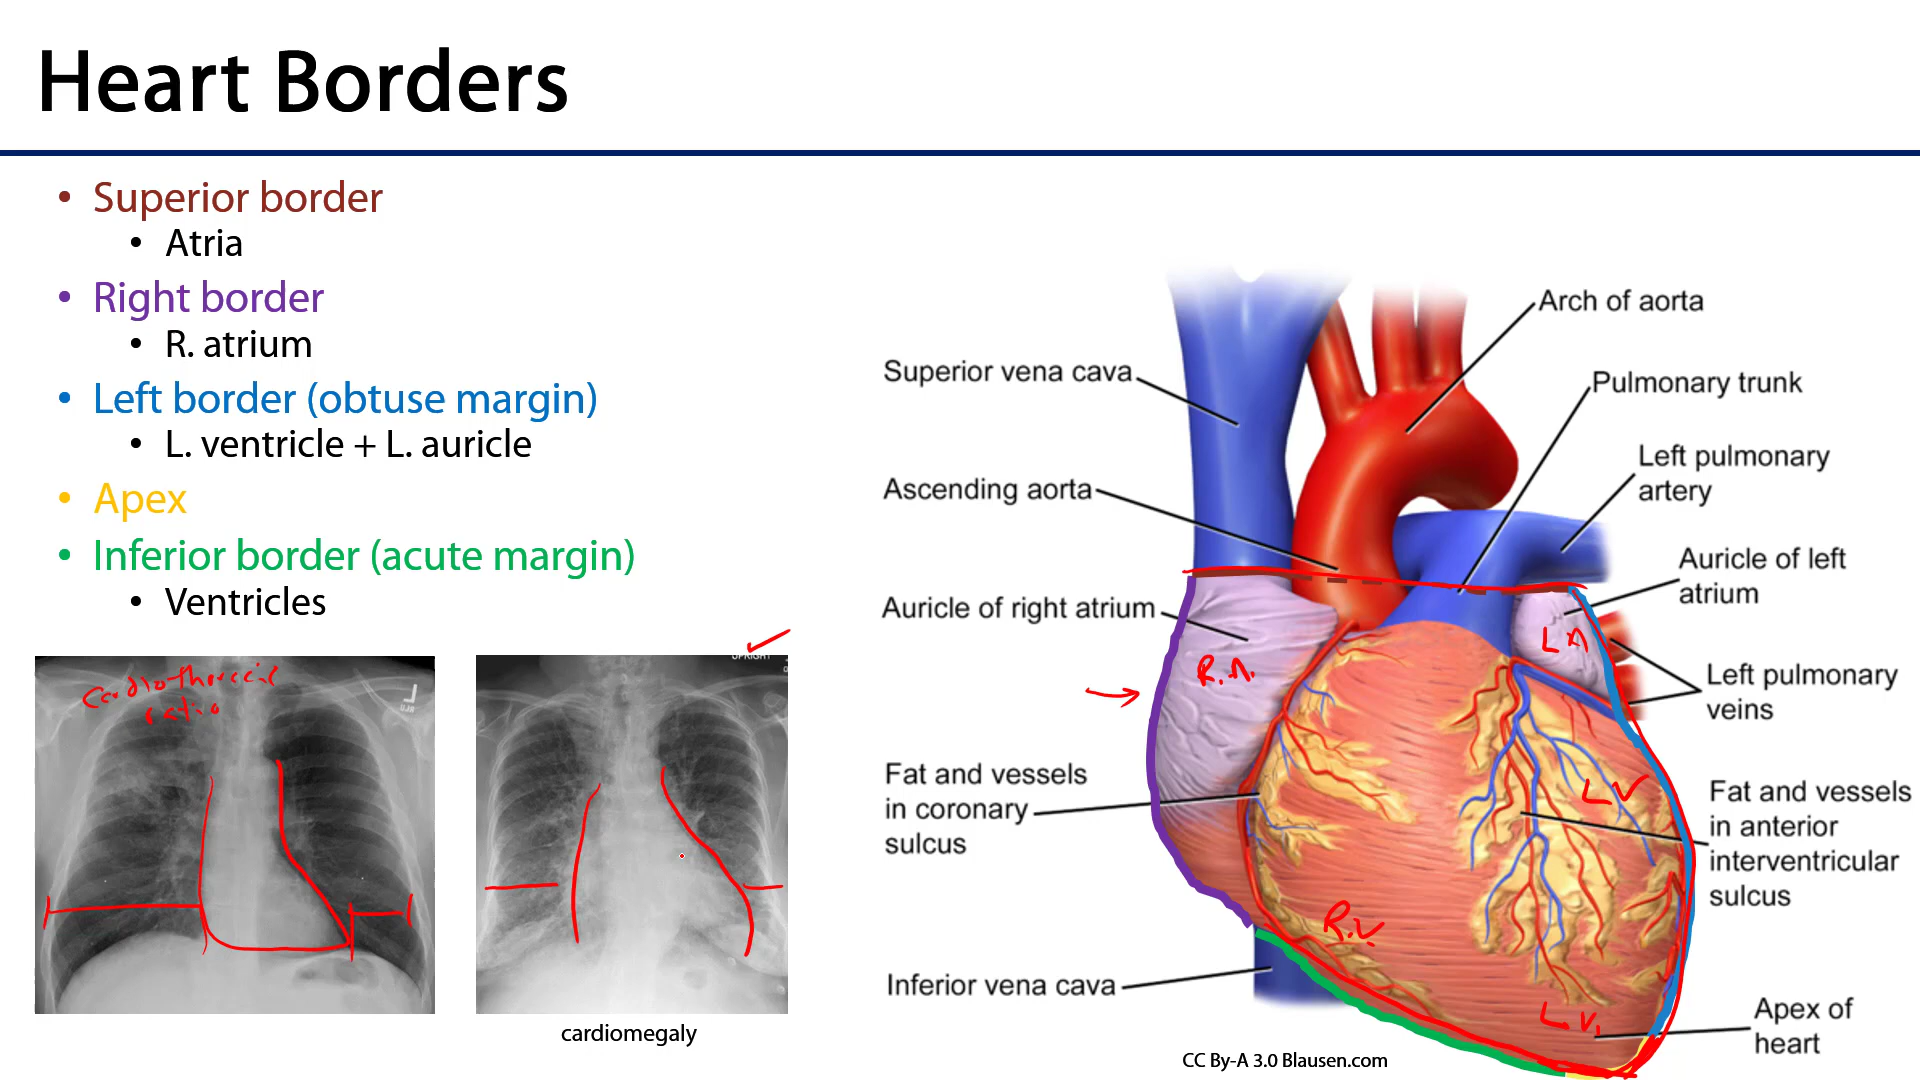 Heart Borders
• Superior border
• Atria
• Right border
• R. atrium
• Left border (obtuse margin)
• L. ventricle + L. auricle
• Apex
• Inferior border (acute margin)
• Ventricles
Cardiothoracic
ratio
L
UPRIGHT
cardiomegaly
Arch of aorta
Superior vena cava
Pulmonary trunk
Left pulmonary
artery
Ascending aorta
Auricle of left
atrium
Auricle of right atrium
LA
R.A.
Left pulmonary
veins
Fat and vessels
in coronary
sulcus
LV
Fat and vessels
in anterior
interventricular
sulcus
R.V.
Inferior vena cava
L.V.
Apex of
heart
CC By-A 3.0 Blausen.com